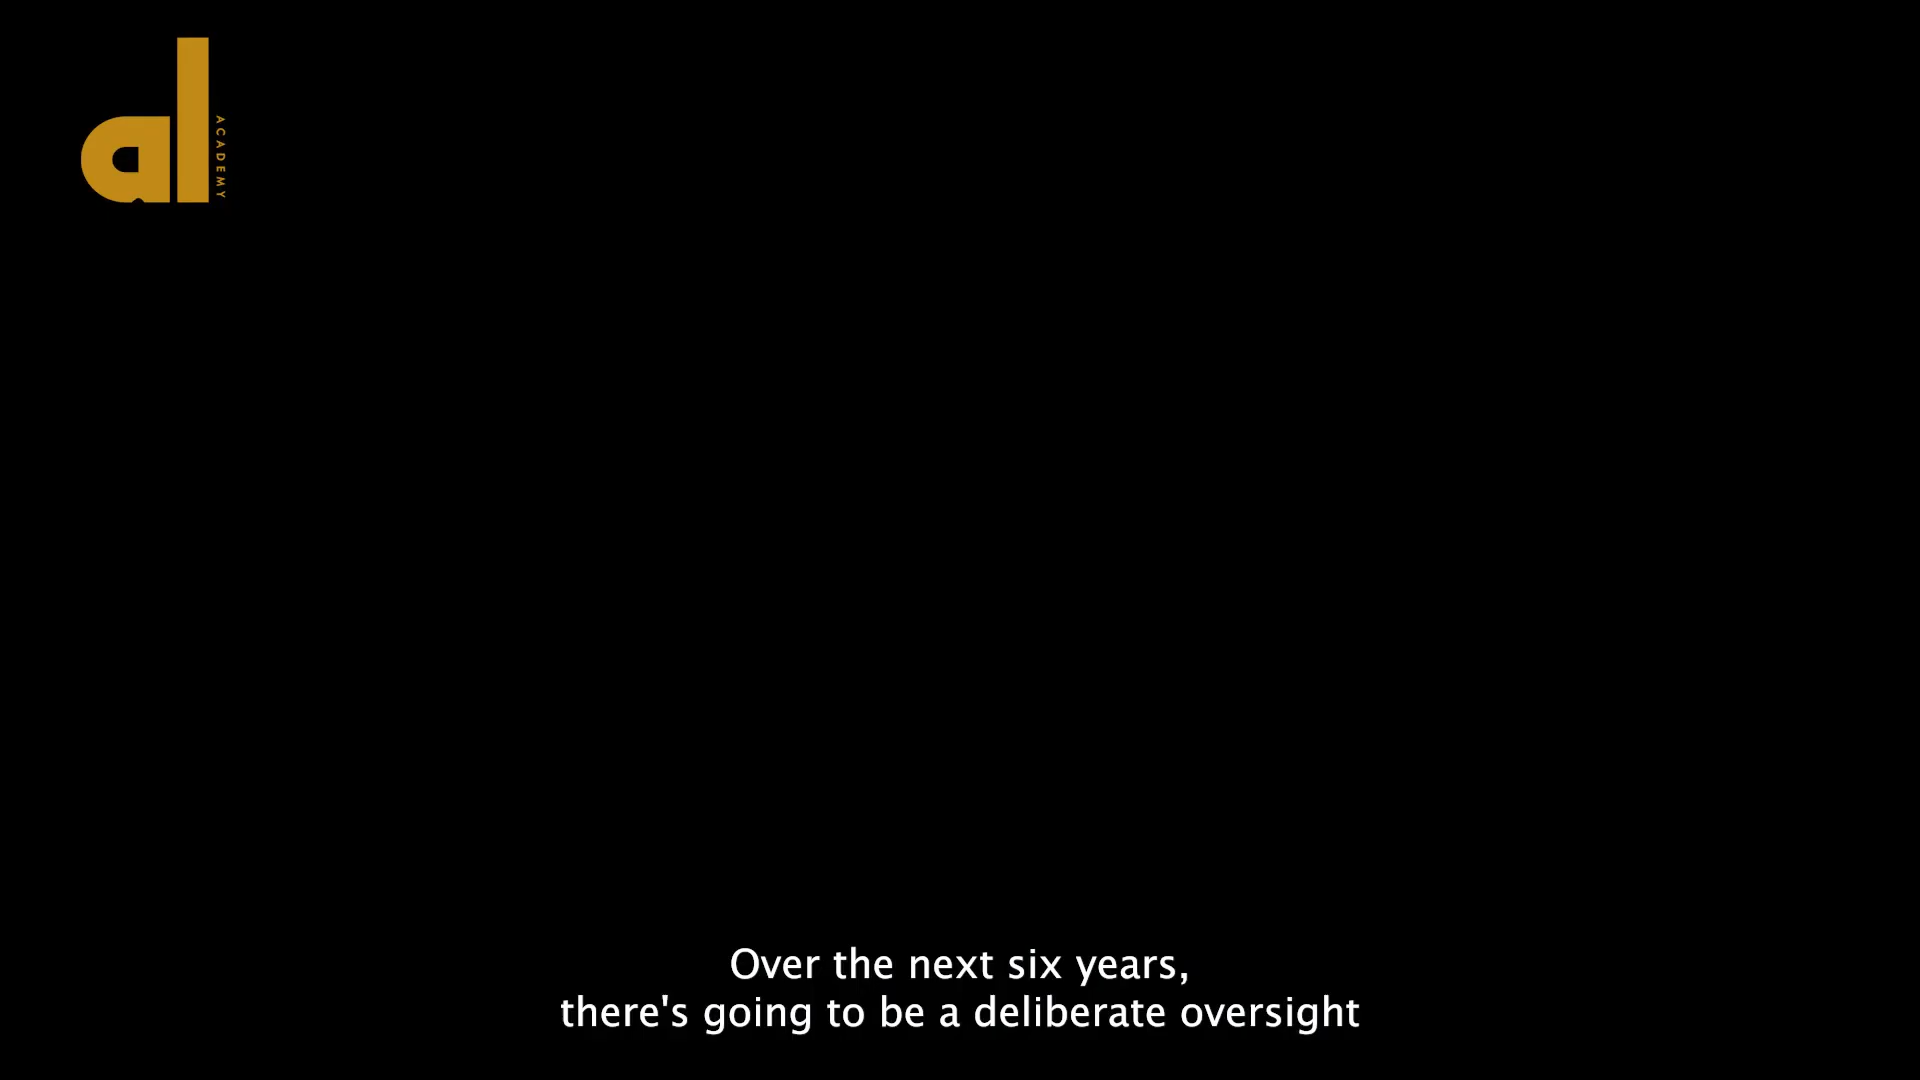 al
ACADEMY
Over the next six years,
there's going to be a deliberate oversight